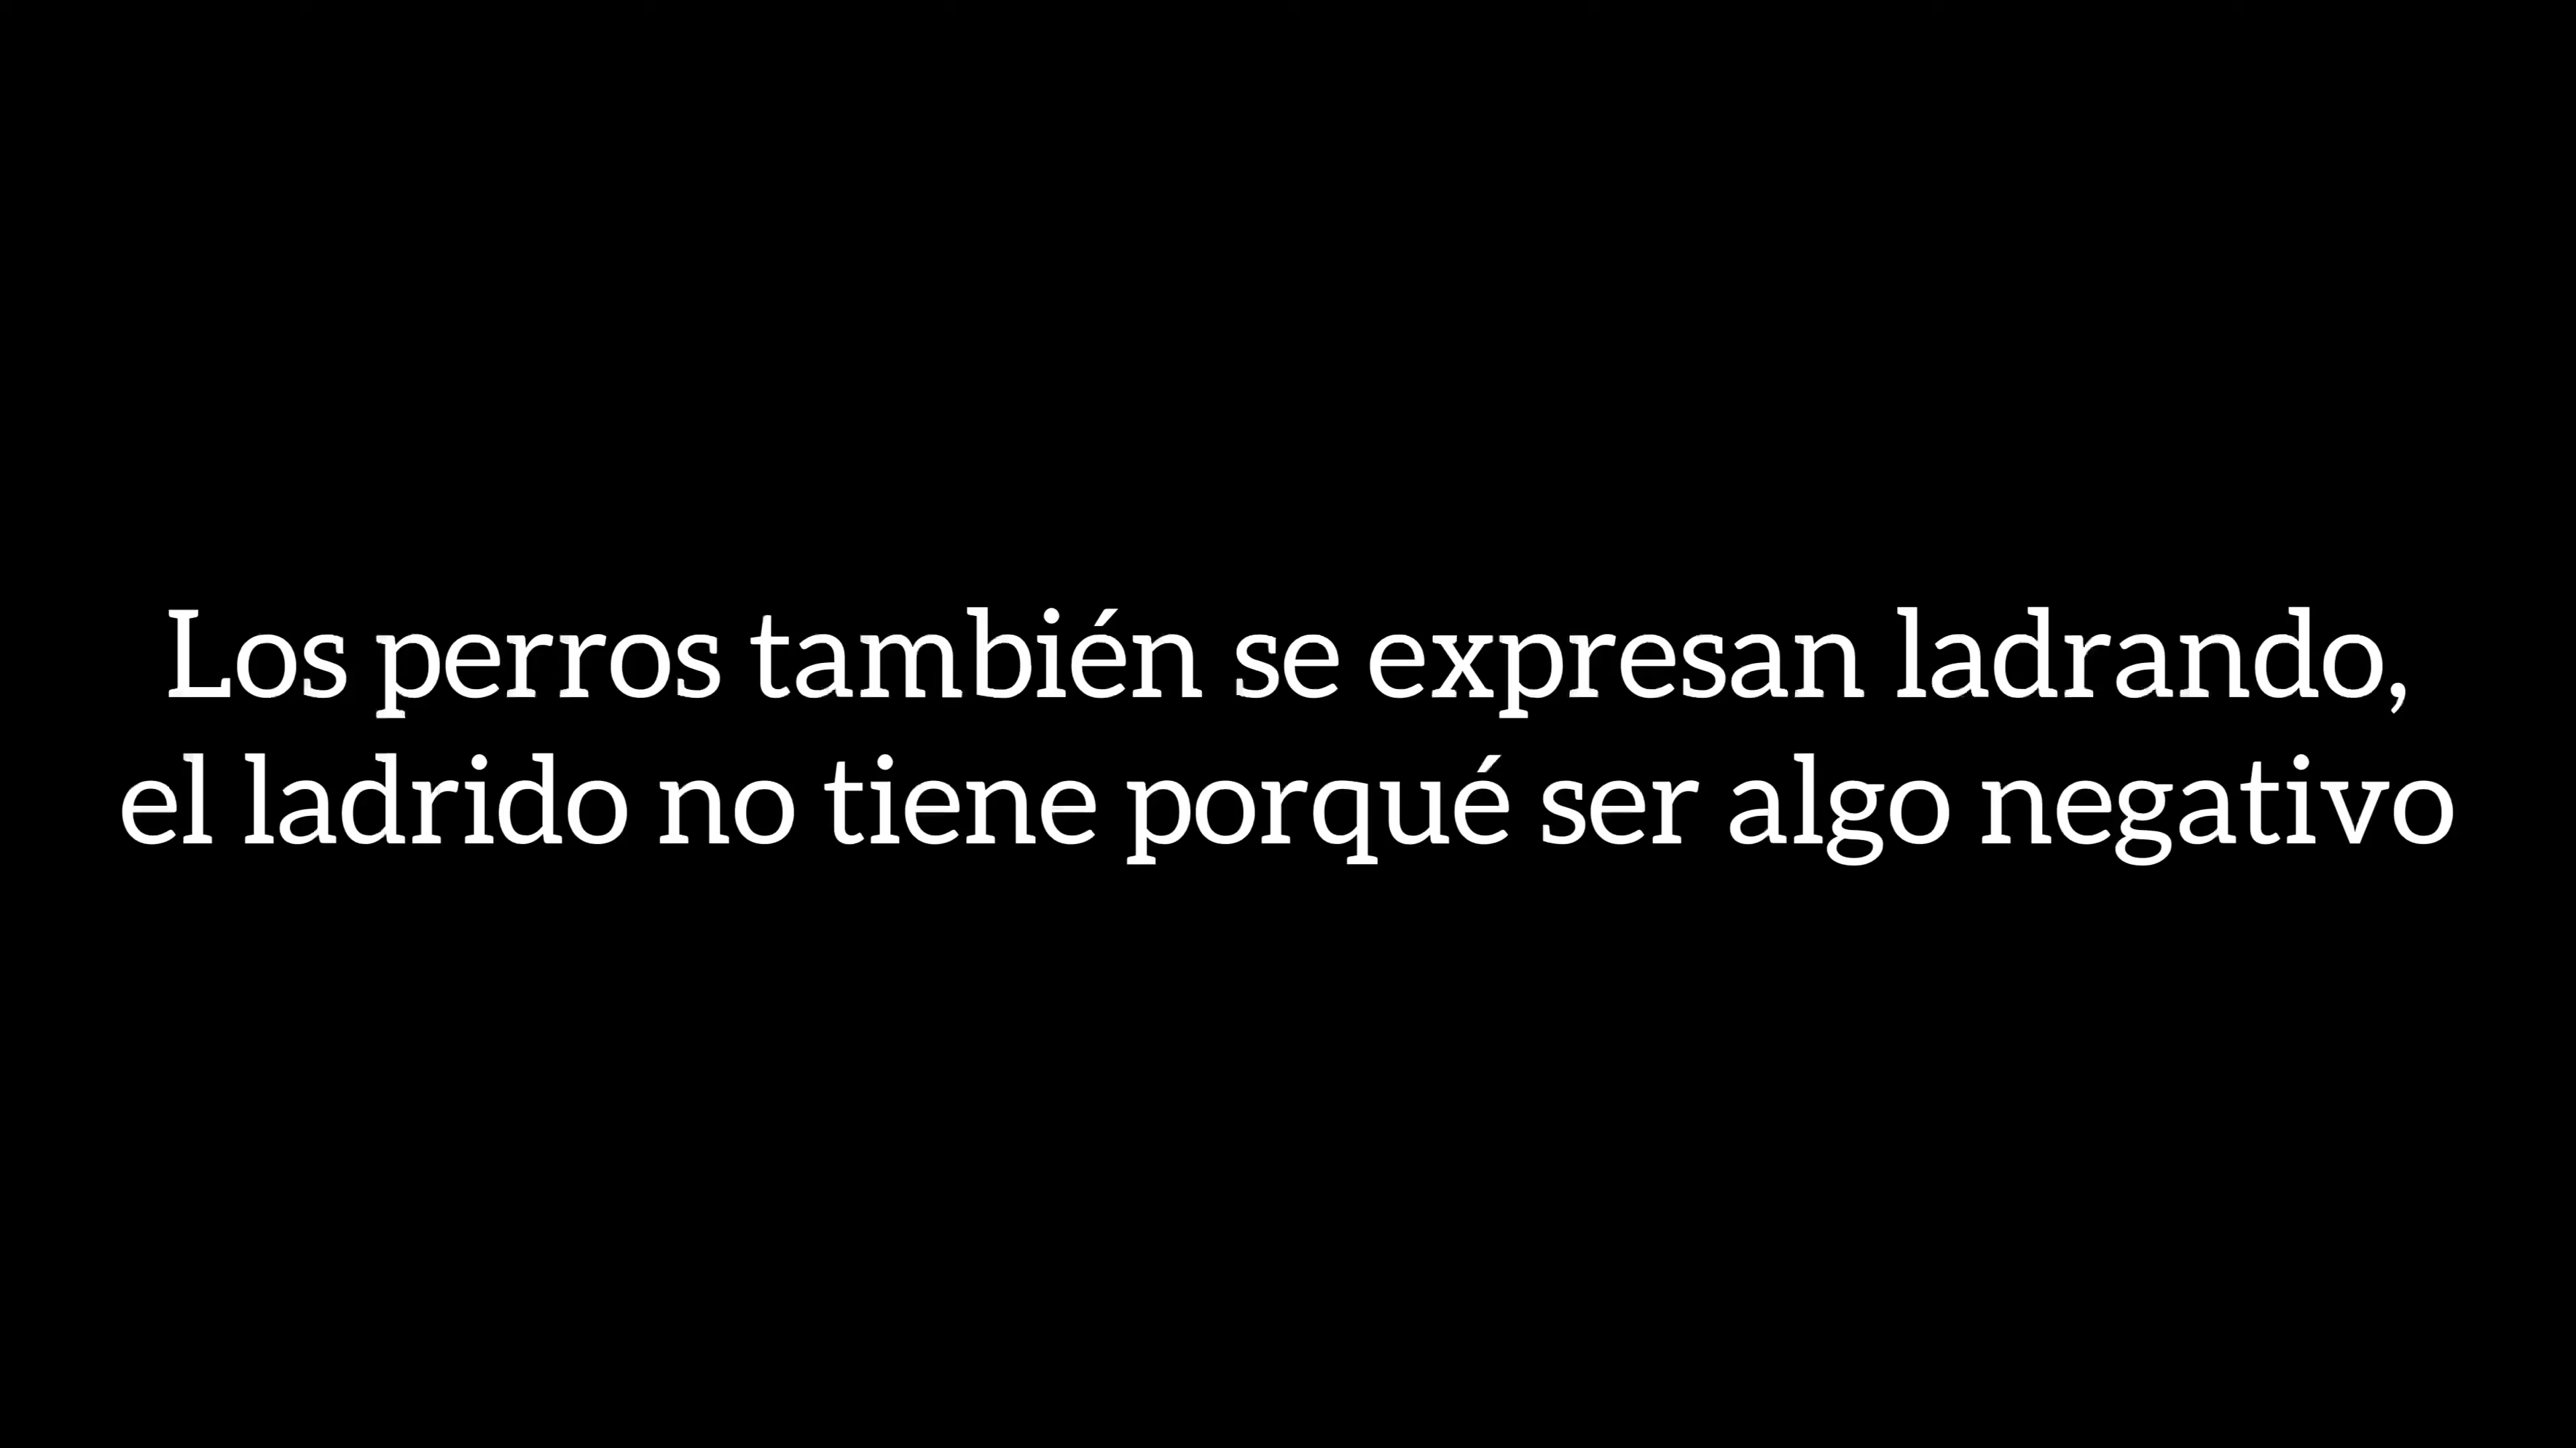 Los perros también se expresan ladrando,
el ladrido no tiene porqué ser algo negativo